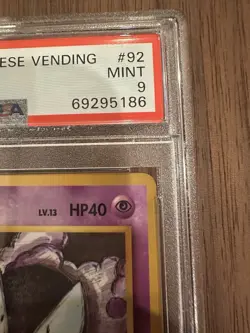 ESE VENDING #92
MINT
9
69295186
LV.13 HP40